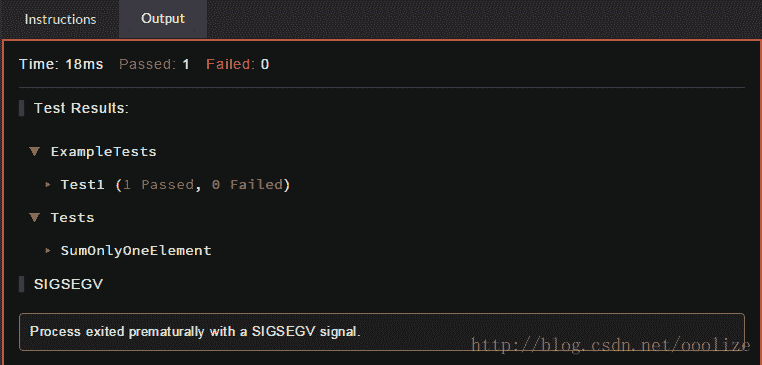 Instructions Output
Time: 18ms Passed: 1 Failed: 0
Test Results:
ExampleTests
Test1 (1 Passed, 0 Failed)
Tests
SumOnlyOneElement
SIGSEGV
Process exited prematurally with a SIGSEGV signal.
http://blog.csdn.net/ooolize